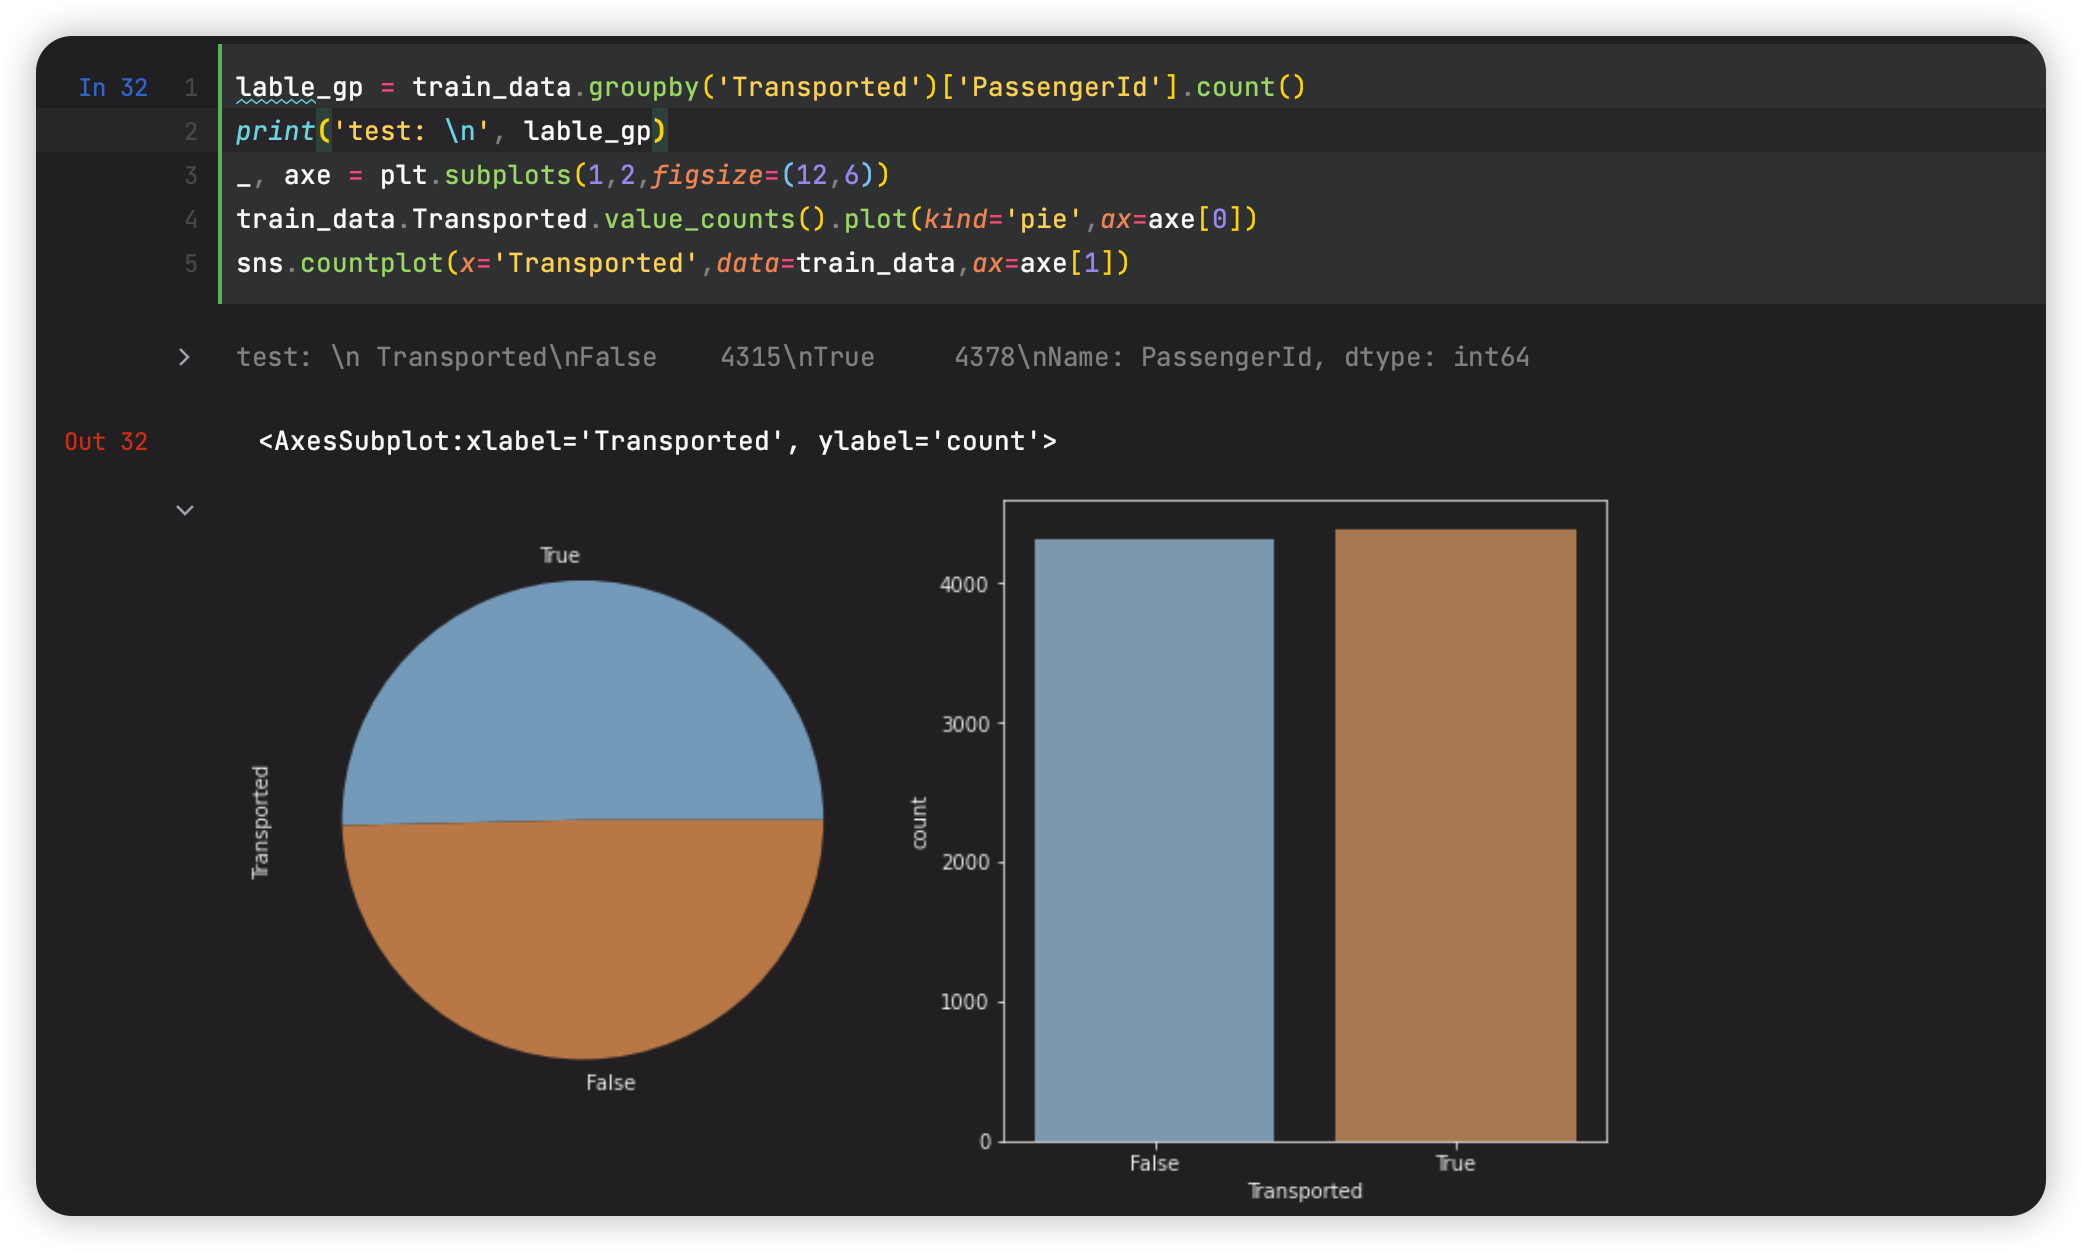 In 32 1 lable_gp = train_data.groupby('Transported')['PassengerId'].count()
2 print('test: \n', lable_gp)
3 _, axe = plt.subplots(1,2,figsize=(12,6))
4 train_data.Transported.value_counts().plot(kind='pie',ax=axe[0])
5 sns.countplot(x='Transported',data=train_data,ax=axe[1])
test: \n Transported\nFalse    4315\nTrue     4378\nName: PassengerId, dtype: int64
Out 32 <AxesSubplot:xlabel='Transported', ylabel='count'>
True
Transported
False
4000
3000
count
2000
1000
0
False True
Transported